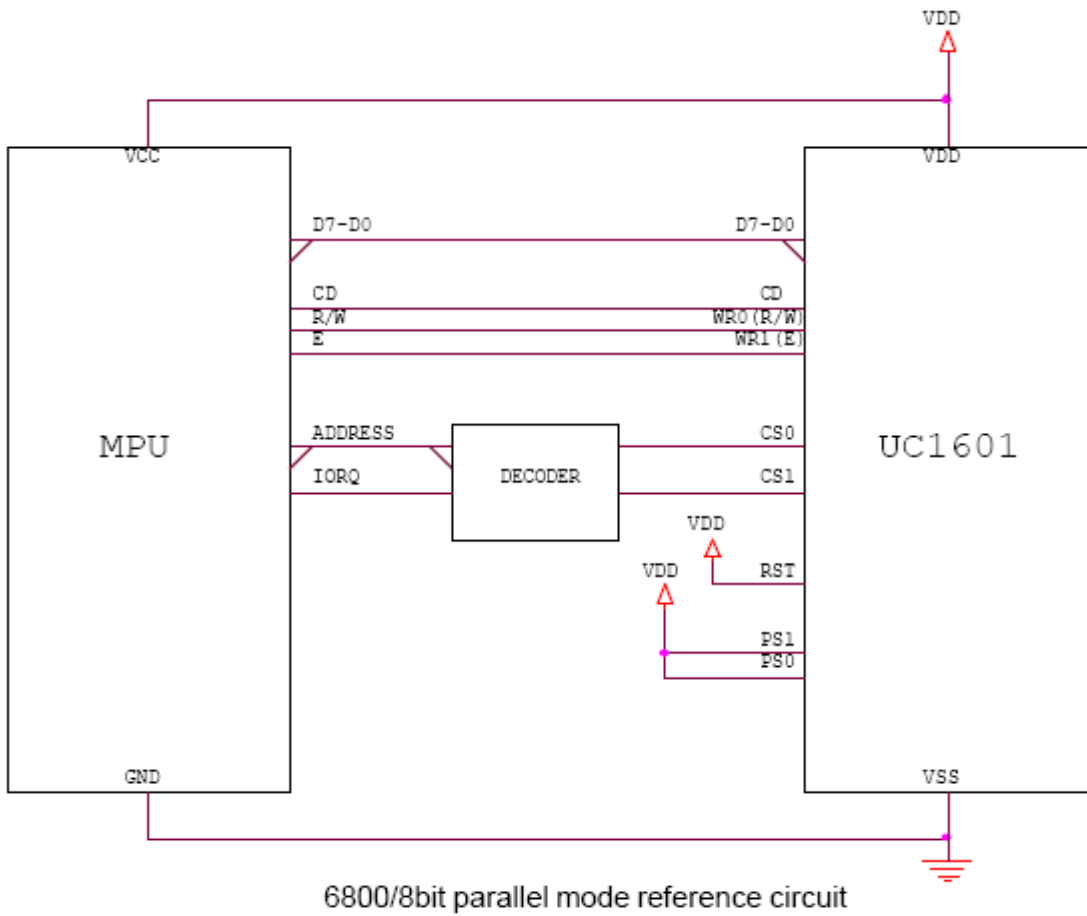 VDD
VCC
VDD
D7-D0
D7-D0
CD
CD
R/W
WR0(R/W)
E
WR1(E)
MPU
ADDRESS
CS0
UC1601
IORQ
DECODER
CS1
VDD
VDD
RST
PS1
PS0
GND
VSS
6800/8bit parallel mode reference circuit